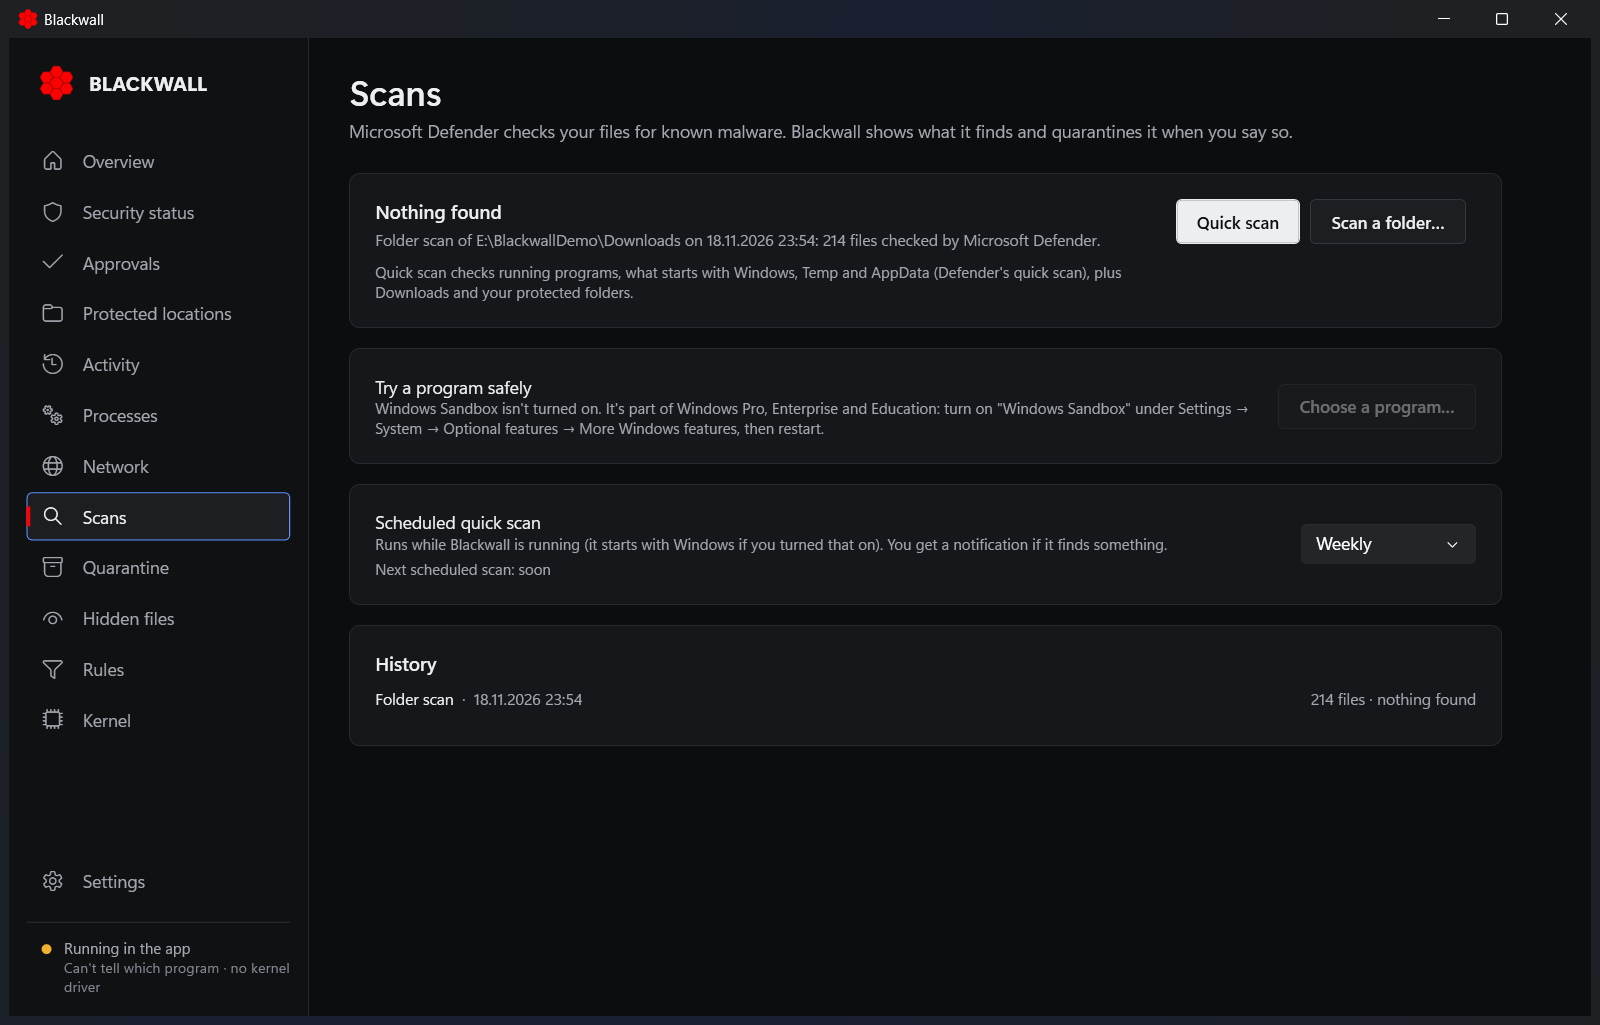 Blackwall
BLACKWALL
Overview
Security status
Approvals
Protected locations
Activity
Processes
Network
Scans
Quarantine
Hidden files
Rules
Kernel
Settings
Running in the app
Can't tell which program · no kernel
driver
Scans
Microsoft Defender checks your files for known malware. Blackwall shows what it finds and quarantines it when you say so.
Nothing found
Folder scan of E:\BlackwallDemo\Downloads on 18.11.2026 23:54: 214 files checked by Microsoft Defender.
Quick scan checks running programs, what starts with Windows, Temp and AppData (Defender's quick scan), plus
Downloads and your protected folders.
Quick scan
Scan a folder...
Try a program safely
Windows Sandbox isn't turned on. It's part of Windows Pro, Enterprise and Education: turn on "Windows Sandbox" under Settings →
System → Optional features → More Windows features, then restart.
Choose a program...
Scheduled quick scan
Runs while Blackwall is running (it starts with Windows if you turned that on). You get a notification if it finds something.
Next scheduled scan: soon
Weekly
History
Folder scan · 18.11.2026 23:54
214 files · nothing found